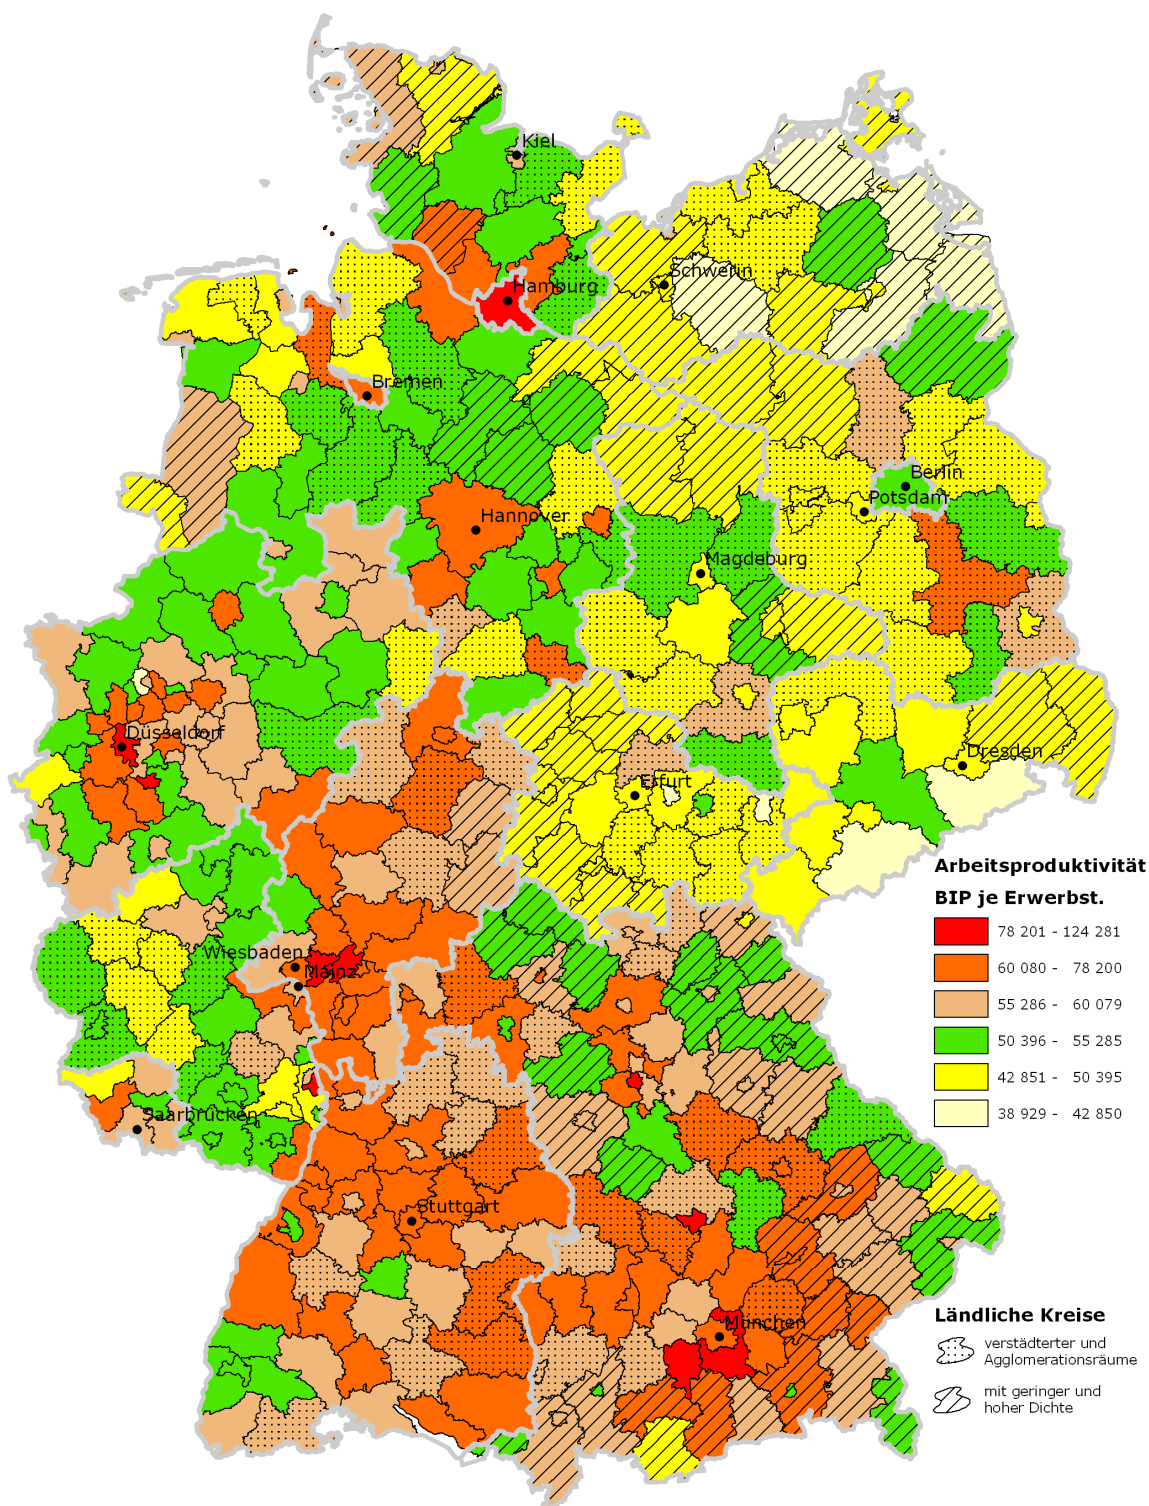 Kiel
Schwerin
Hamburg
Bremen
Berlin
Potsdam
Hannover
Magdeburg
Düsseldorf
Dresden
Erfurt
Arbeitsproduktivität
BIP je Erwerbst.
78 201 - 124 281
60 080 - 78 200
55 286 - 60 079
50 396 - 55 285
42 851 - 50 395
38 929 - 42 850
Wiesbaden
Mainz
Saarbrücken
Stuttgart
München
Ländliche Kreise
verstädterter und
Agglomerationsräume
mit geringer und
hoher Dichte